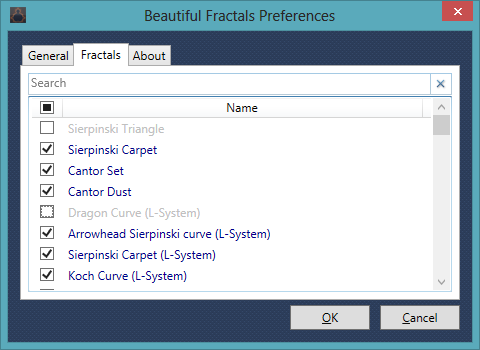 Beautiful Fractals Preferences
General Fractals About
Search
Name
Sierpinski Triangle
Sierpinski Carpet
Cantor Set
Cantor Dust
Dragon Curve (L-System)
Arrowhead Sierpinski curve (L-System)
Sierpinski Carpet (L-System)
Koch Curve (L-System)
OK Cancel